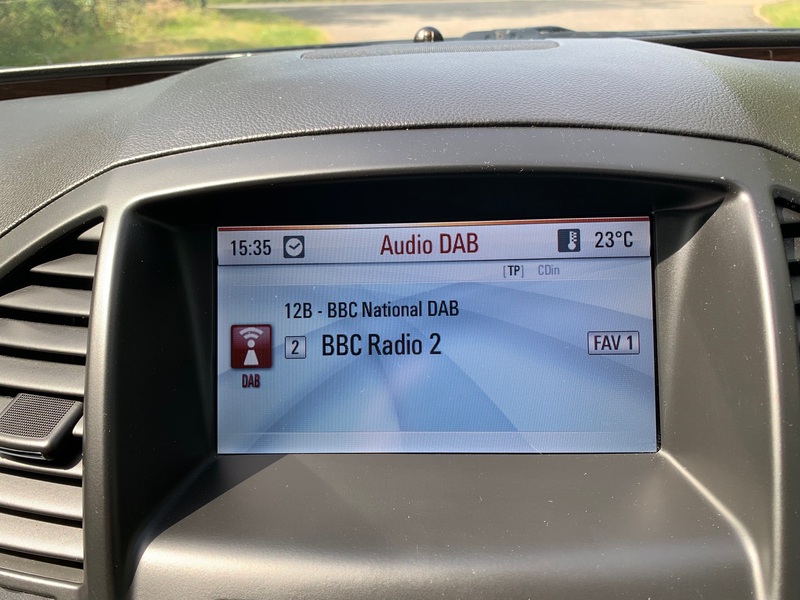 15:35 Audio DAB 23°C
[TP] CDin
12B - BBC National DAB
2 BBC Radio 2 FAV 1
DAB